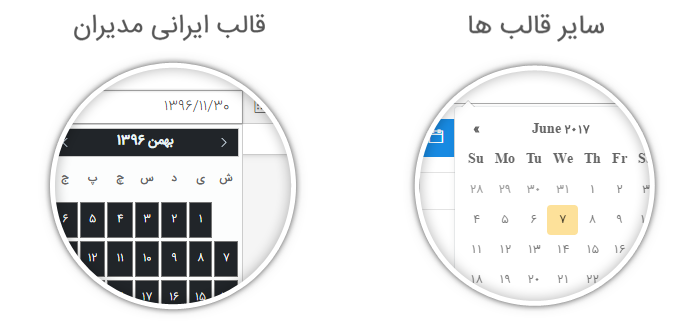 سایر قالب ها
قالب ایرانی مدیران
« June ۲۰۱۷
Su Mo Tu We Th Fr
۲۸ ۲۹ ۳۰ ۳۱ ۱ ۲ ۳
۴ ۵ ۶ ۷ ۸ ۹
۱۱ ۱۲ ۱۳ ۱۴ ۱۵ ۱۶
۱۸ ۱۹ ۲۰ ۲۱ ۲۲
۱۳۹۶/۱۱/۳۰
بهمن ۱۳۹۶
ش ی د س چ پ ج
۱ ۲ ۳ ۴ ۵ ۶
۷ ۸ ۹ ۱۰ ۱۱ ۱۲
۱۵ ۱۶ ۱۷